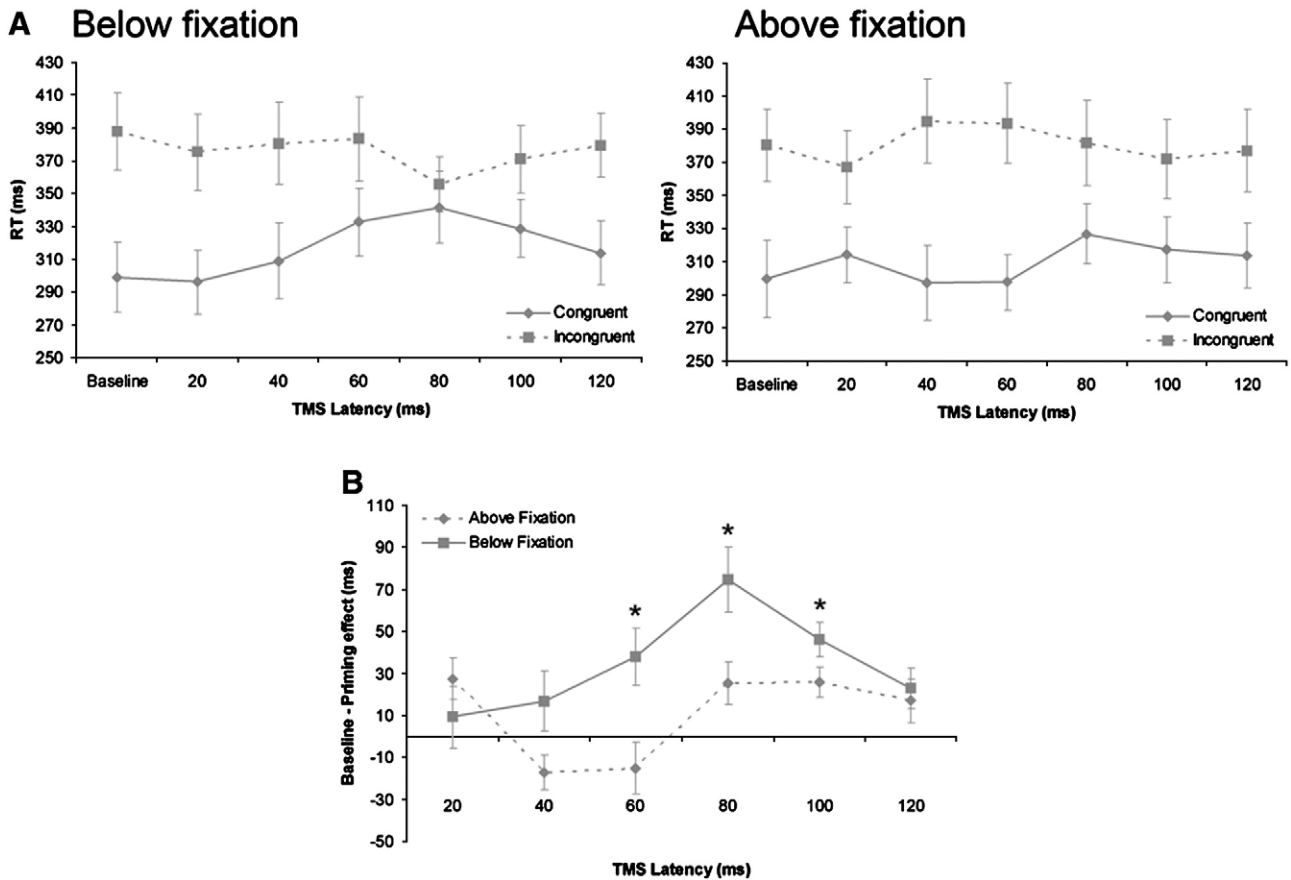 A Below fixation
Above fixation
430
410
390
370
350
330
310
290
270
250
RT (ms)
Congruent
Incongruent
Baseline 20 40 60 80 100 120
TMS Latency (ms)
430
410
390
370
350
330
310
290
270
250
RT (ms)
Congruent
Incongruent
Baseline 20 40 60 80 100 120
TMS Latency (ms)
B
110
90
70
50
30
10
-10
-30
-50
Baseline - Priming effect (ms)
Above Fixation
Below Fixation
*
*
*
20 40 60 80 100 120
TMS Latency (ms)